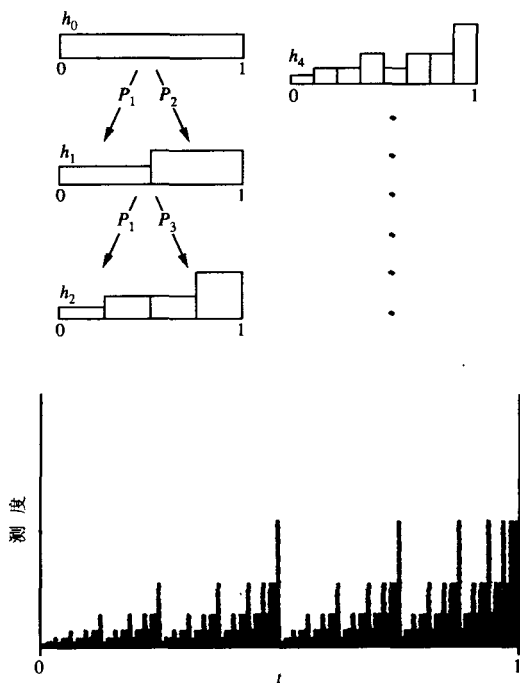 h₀
0 1
P₁ P₂
h₁
0 1
P₁ P₃
h₂
0 1
h₄
0 1
测度
0 t 1